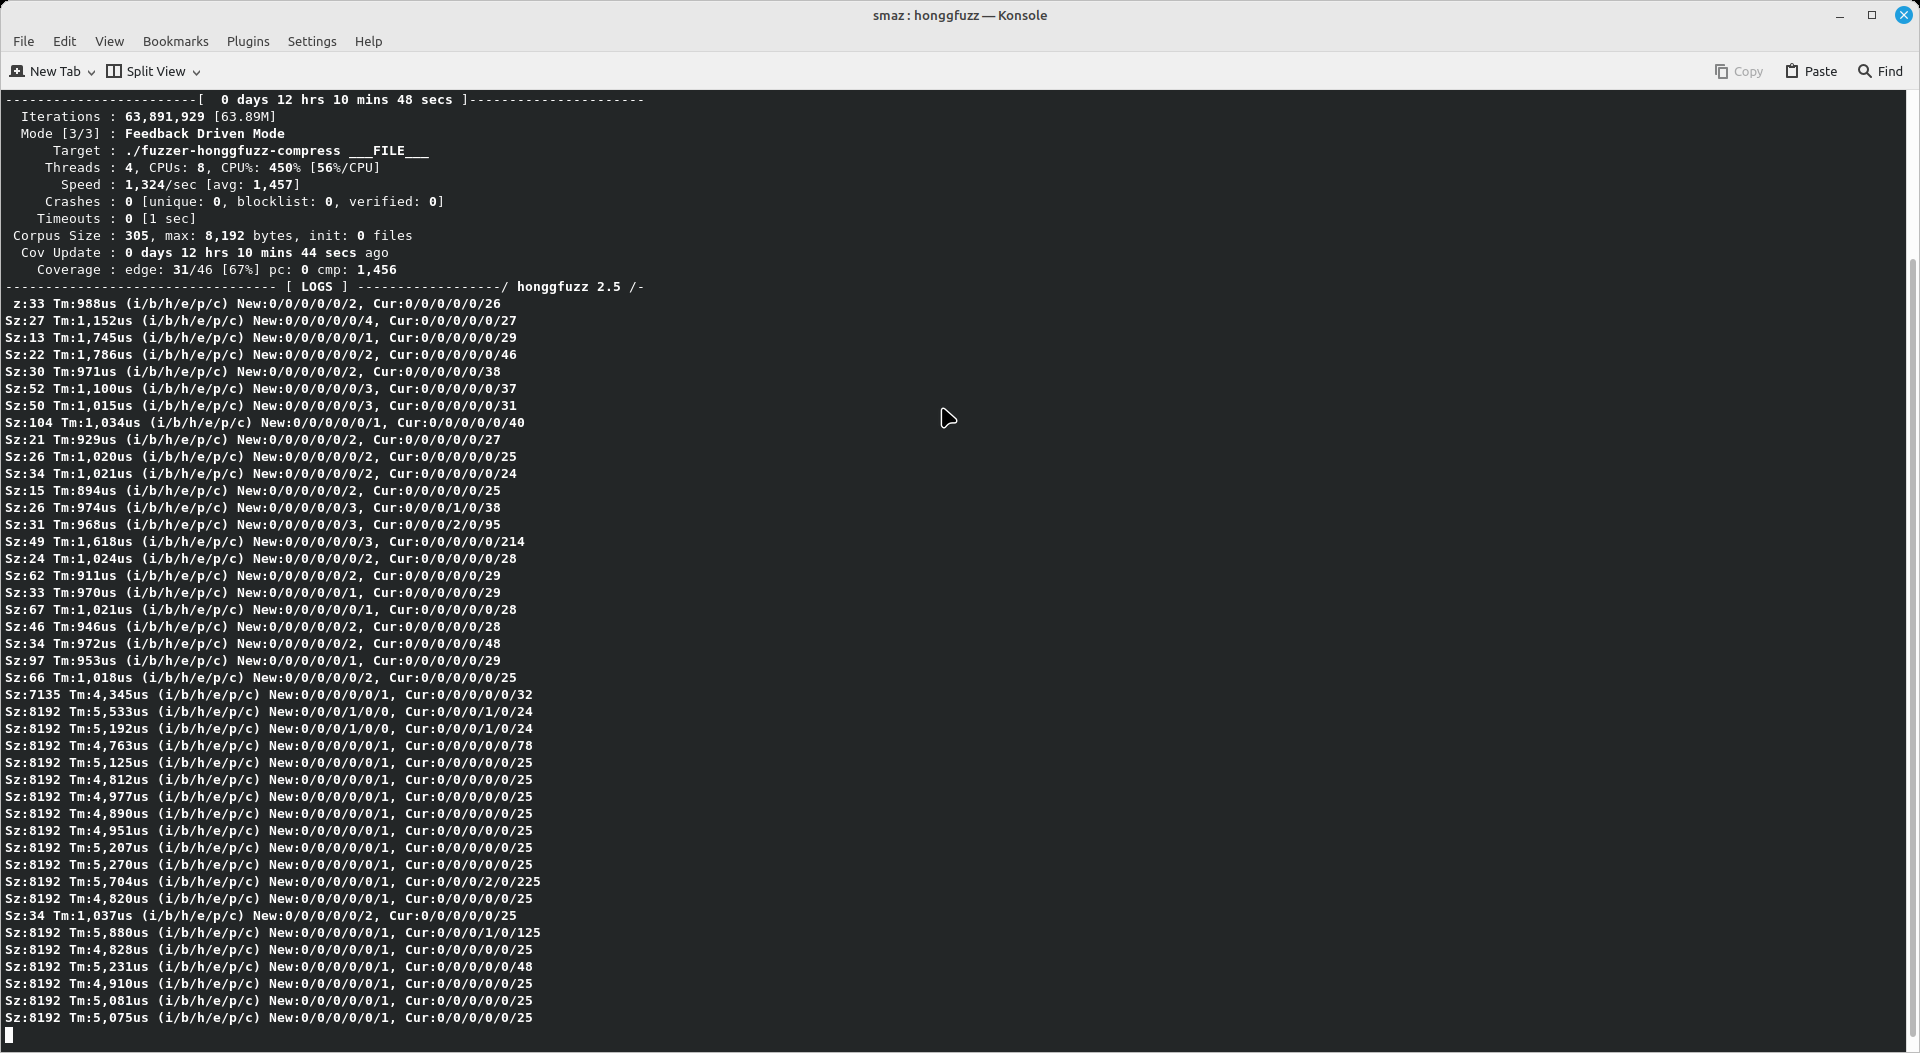 smaz : honggfuzz — Konsole
File Edit View Bookmarks Plugins Settings Help
New Tab Split View Copy Paste Find
------------------------[  0 days 12 hrs 10 mins 48 secs ]----------------------
  Iterations : 63,891,929 [63.89M]
  Mode [3/3] : Feedback Driven Mode
      Target : ./fuzzer-honggfuzz-compress ___FILE___
     Threads : 4, CPUs: 8, CPU%: 450% [56%/CPU]
       Speed : 1,324/sec [avg: 1,457]
     Crashes : 0 [unique: 0, blocklist: 0, verified: 0]
    Timeouts : 0 [1 sec]
 Corpus Size : 305, max: 8,192 bytes, init: 0 files
  Cov Update : 0 days 12 hrs 10 mins 44 secs ago
    Coverage : edge: 31/46 [67%] pc: 0 cmp: 1,456
---------------------------------- [ LOGS ] ------------------/ honggfuzz 2.5 /-
 z:33 Tm:988us (i/b/h/e/p/c) New:0/0/0/0/0/2, Cur:0/0/0/0/0/26
Sz:27 Tm:1,152us (i/b/h/e/p/c) New:0/0/0/0/0/4, Cur:0/0/0/0/0/27
Sz:13 Tm:1,745us (i/b/h/e/p/c) New:0/0/0/0/0/1, Cur:0/0/0/0/0/29
Sz:22 Tm:1,786us (i/b/h/e/p/c) New:0/0/0/0/0/2, Cur:0/0/0/0/0/46
Sz:30 Tm:971us (i/b/h/e/p/c) New:0/0/0/0/0/2, Cur:0/0/0/0/0/38
Sz:52 Tm:1,100us (i/b/h/e/p/c) New:0/0/0/0/0/3, Cur:0/0/0/0/0/37
Sz:50 Tm:1,015us (i/b/h/e/p/c) New:0/0/0/0/0/3, Cur:0/0/0/0/0/31
Sz:104 Tm:1,034us (i/b/h/e/p/c) New:0/0/0/0/0/1, Cur:0/0/0/0/0/40
Sz:21 Tm:929us (i/b/h/e/p/c) New:0/0/0/0/0/2, Cur:0/0/0/0/0/27
Sz:26 Tm:1,020us (i/b/h/e/p/c) New:0/0/0/0/0/2, Cur:0/0/0/0/0/25
Sz:34 Tm:1,021us (i/b/h/e/p/c) New:0/0/0/0/0/2, Cur:0/0/0/0/0/24
Sz:15 Tm:894us (i/b/h/e/p/c) New:0/0/0/0/0/2, Cur:0/0/0/0/0/25
Sz:26 Tm:974us (i/b/h/e/p/c) New:0/0/0/0/0/3, Cur:0/0/0/1/0/38
Sz:31 Tm:968us (i/b/h/e/p/c) New:0/0/0/0/0/3, Cur:0/0/0/2/0/95
Sz:49 Tm:1,618us (i/b/h/e/p/c) New:0/0/0/0/0/3, Cur:0/0/0/0/0/214
Sz:24 Tm:1,024us (i/b/h/e/p/c) New:0/0/0/0/0/2, Cur:0/0/0/0/0/28
Sz:62 Tm:911us (i/b/h/e/p/c) New:0/0/0/0/0/2, Cur:0/0/0/0/0/29
Sz:33 Tm:970us (i/b/h/e/p/c) New:0/0/0/0/0/1, Cur:0/0/0/0/0/29
Sz:67 Tm:1,021us (i/b/h/e/p/c) New:0/0/0/0/0/1, Cur:0/0/0/0/0/28
Sz:46 Tm:946us (i/b/h/e/p/c) New:0/0/0/0/0/2, Cur:0/0/0/0/0/28
Sz:34 Tm:972us (i/b/h/e/p/c) New:0/0/0/0/0/2, Cur:0/0/0/0/0/48
Sz:97 Tm:953us (i/b/h/e/p/c) New:0/0/0/0/0/1, Cur:0/0/0/0/0/29
Sz:66 Tm:1,018us (i/b/h/e/p/c) New:0/0/0/0/0/2, Cur:0/0/0/0/0/25
Sz:7135 Tm:4,345us (i/b/h/e/p/c) New:0/0/0/0/0/1, Cur:0/0/0/0/0/32
Sz:8192 Tm:5,533us (i/b/h/e/p/c) New:0/0/0/1/0/0, Cur:0/0/0/1/0/24
Sz:8192 Tm:5,192us (i/b/h/e/p/c) New:0/0/0/1/0/0, Cur:0/0/0/1/0/24
Sz:8192 Tm:4,763us (i/b/h/e/p/c) New:0/0/0/0/0/1, Cur:0/0/0/0/0/78
Sz:8192 Tm:5,125us (i/b/h/e/p/c) New:0/0/0/0/0/1, Cur:0/0/0/0/0/25
Sz:8192 Tm:4,812us (i/b/h/e/p/c) New:0/0/0/0/0/1, Cur:0/0/0/0/0/25
Sz:8192 Tm:4,977us (i/b/h/e/p/c) New:0/0/0/0/0/1, Cur:0/0/0/0/0/25
Sz:8192 Tm:4,890us (i/b/h/e/p/c) New:0/0/0/0/0/1, Cur:0/0/0/0/0/25
Sz:8192 Tm:4,951us (i/b/h/e/p/c) New:0/0/0/0/0/1, Cur:0/0/0/0/0/25
Sz:8192 Tm:5,207us (i/b/h/e/p/c) New:0/0/0/0/0/1, Cur:0/0/0/0/0/25
Sz:8192 Tm:5,270us (i/b/h/e/p/c) New:0/0/0/0/0/1, Cur:0/0/0/0/0/25
Sz:8192 Tm:5,704us (i/b/h/e/p/c) New:0/0/0/0/0/1, Cur:0/0/0/2/0/225
Sz:8192 Tm:4,820us (i/b/h/e/p/c) New:0/0/0/0/0/1, Cur:0/0/0/0/0/25
Sz:34 Tm:1,037us (i/b/h/e/p/c) New:0/0/0/0/0/2, Cur:0/0/0/0/0/25
Sz:8192 Tm:5,880us (i/b/h/e/p/c) New:0/0/0/0/0/1, Cur:0/0/0/1/0/125
Sz:8192 Tm:4,828us (i/b/h/e/p/c) New:0/0/0/0/0/1, Cur:0/0/0/0/0/25
Sz:8192 Tm:5,231us (i/b/h/e/p/c) New:0/0/0/0/0/1, Cur:0/0/0/0/0/48
Sz:8192 Tm:4,910us (i/b/h/e/p/c) New:0/0/0/0/0/1, Cur:0/0/0/0/0/25
Sz:8192 Tm:5,081us (i/b/h/e/p/c) New:0/0/0/0/0/1, Cur:0/0/0/0/0/25
Sz:8192 Tm:5,075us (i/b/h/e/p/c) New:0/0/0/0/0/1, Cur:0/0/0/0/0/25